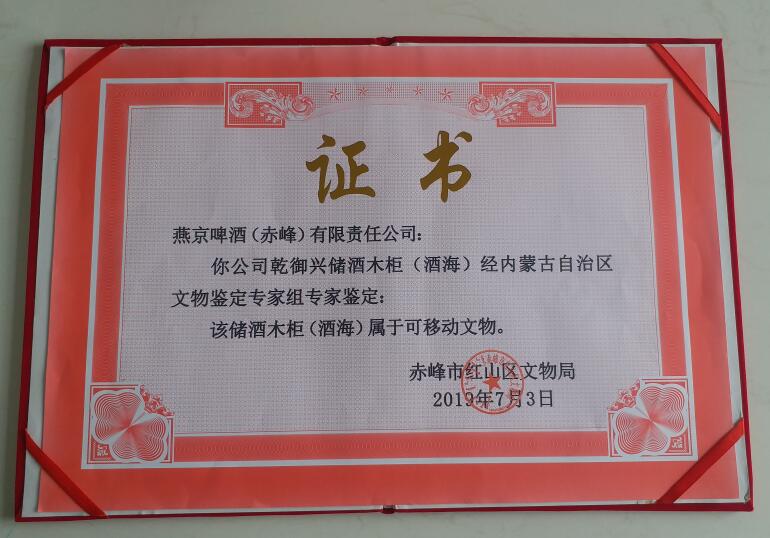 证书
燕京啤酒(赤峰)有限责任公司:
你公司乾御兴储酒木柜(酒海)经内蒙古自治区
文物鉴定专家组专家鉴定:
该储酒木柜(酒海)属于可移动文物。
赤峰市红山区文物局
2019年7月3日